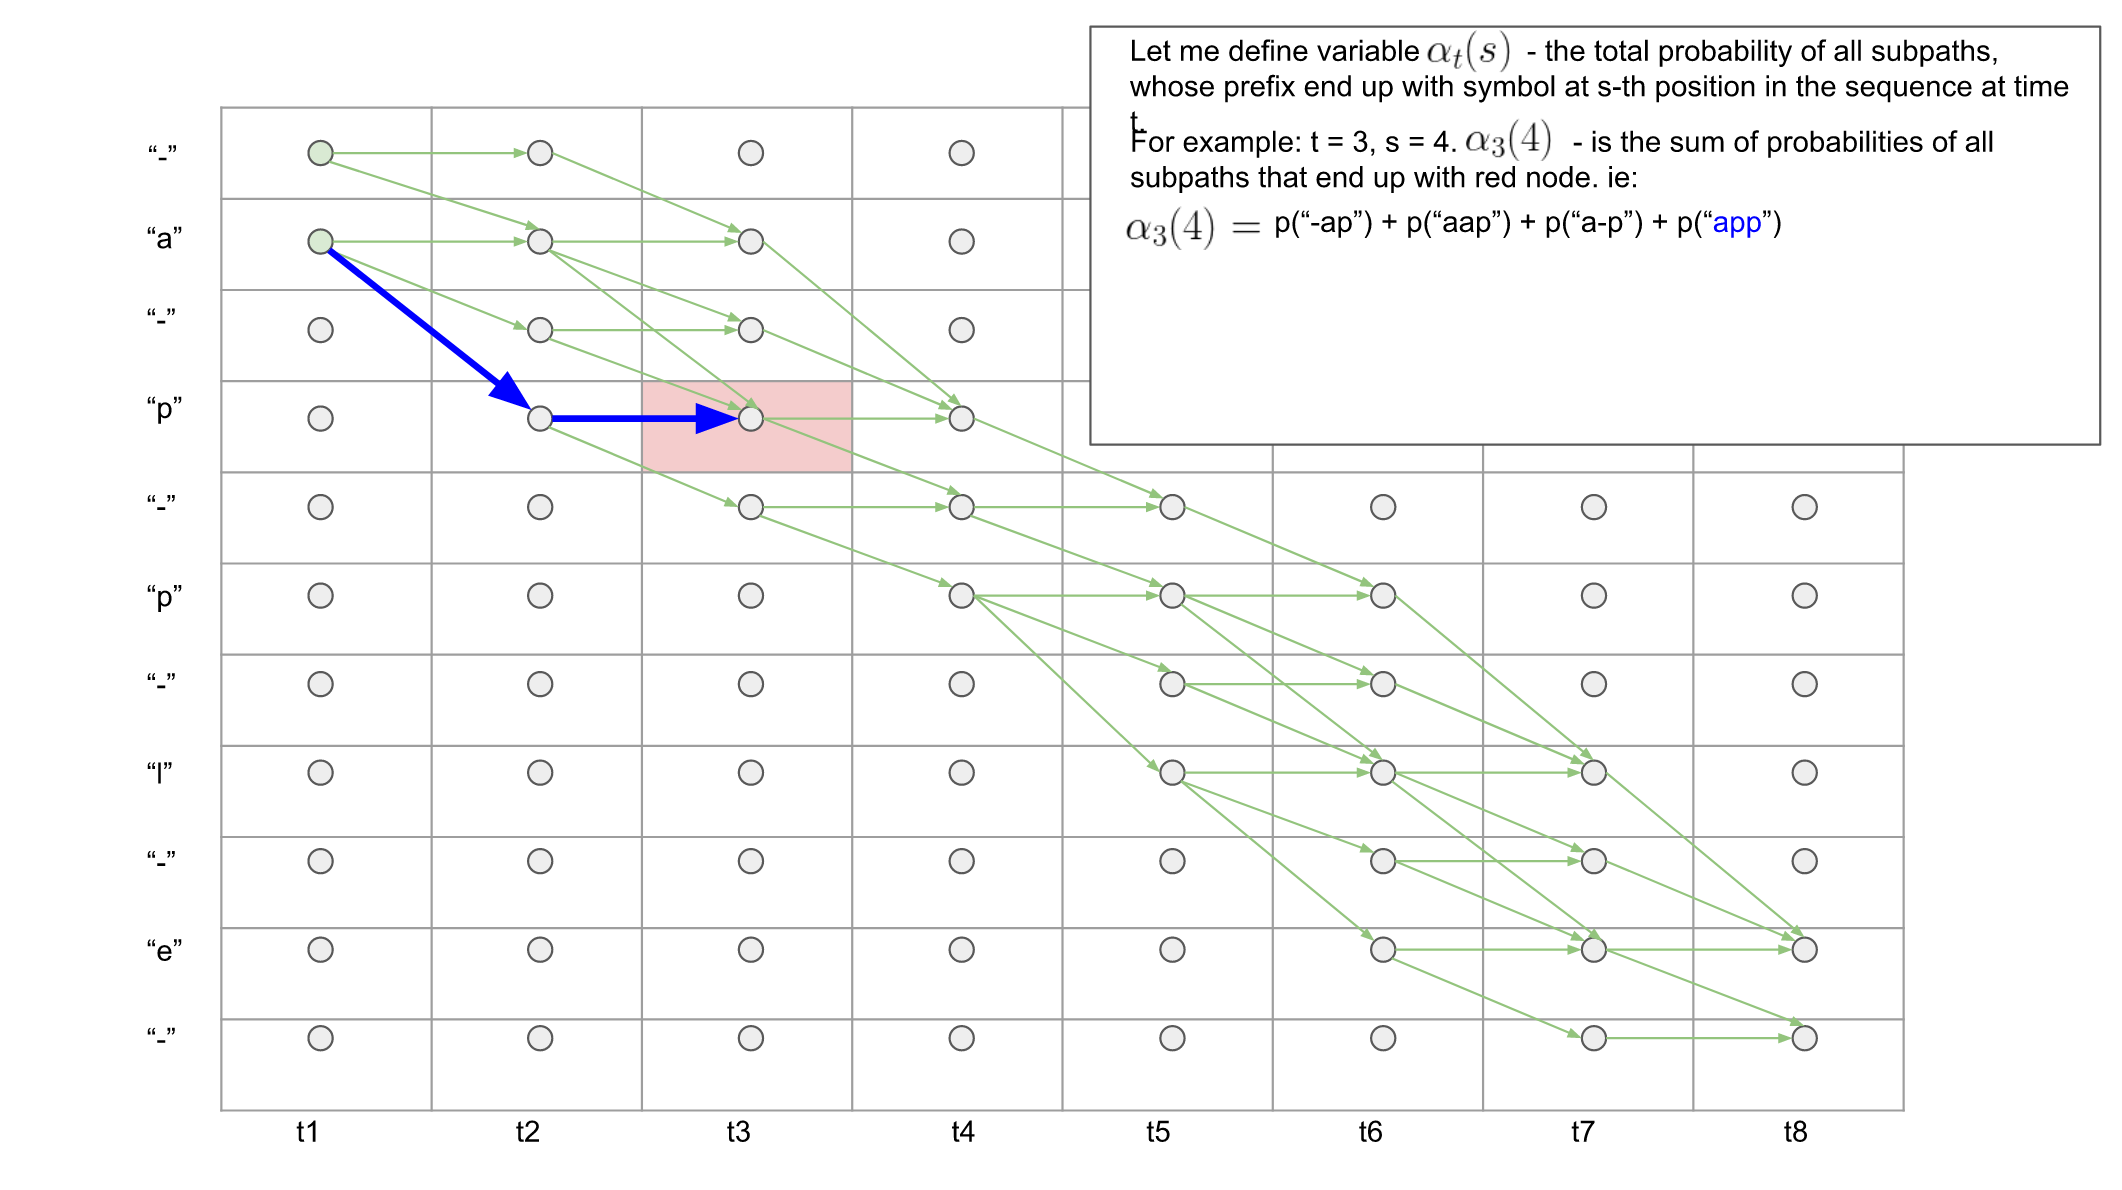 Let me define variable αₜ(s) - the total probability of all subpaths,
whose prefix end up with symbol at s-th position in the sequence at time
t.
For example: t = 3, s = 4. α₃(4) - is the sum of probabilities of all
subpaths that end up with red node. ie:
α₃(4) = p(“-ap”) + p(“aap”) + p(“a-p”) + p(“app”)
“-”
“a”
“-”
“p”
“-”
“p”
“-”
“l”
“-”
“e”
“-”
t1 t2 t3 t4 t5 t6 t7 t8